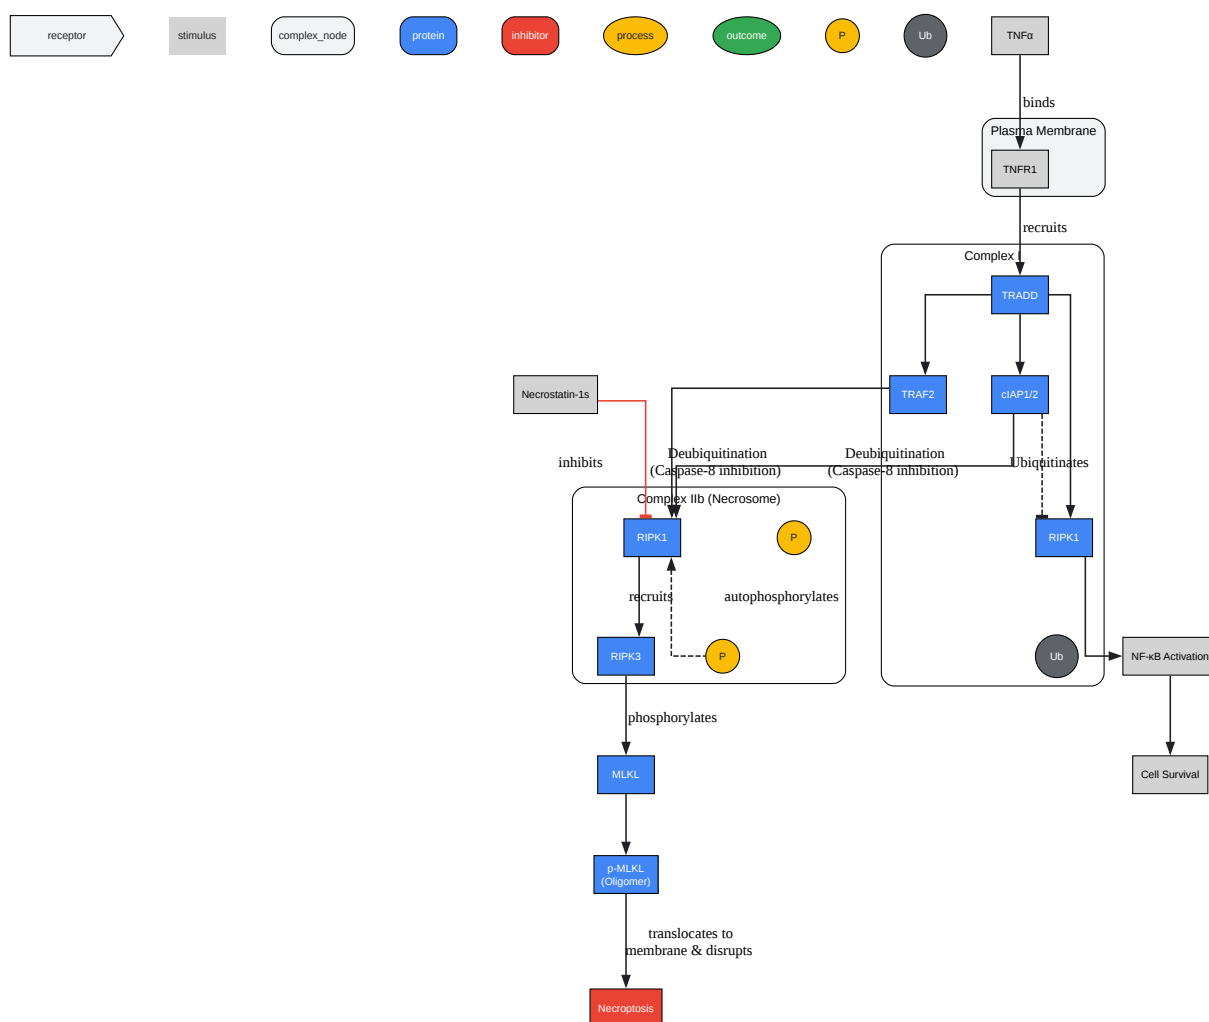 receptor
stimulus
complex_node
protein
inhibitor
process
outcome
P
Ub
TNFα
binds
Plasma Membrane
TNFR1
recruits
Complex I
TRADD
Necrostatin-1s
TRAF2
cIAP1/2
inhibits
Deubiquitination
(Caspase-8 inhibition)
Deubiquitination
(Caspase-8 inhibition)
Ubiquitinates
Complex IIb (Necrosome)
RIPK1
P
RIPK1
recruits
autophosphorylates
RIPK3
P
Ub
NF-κB Activation
phosphorylates
MLKL
Cell Survival
p-MLKL
(Oligomer)
translocates to
membrane & disrupts
Necroptosis